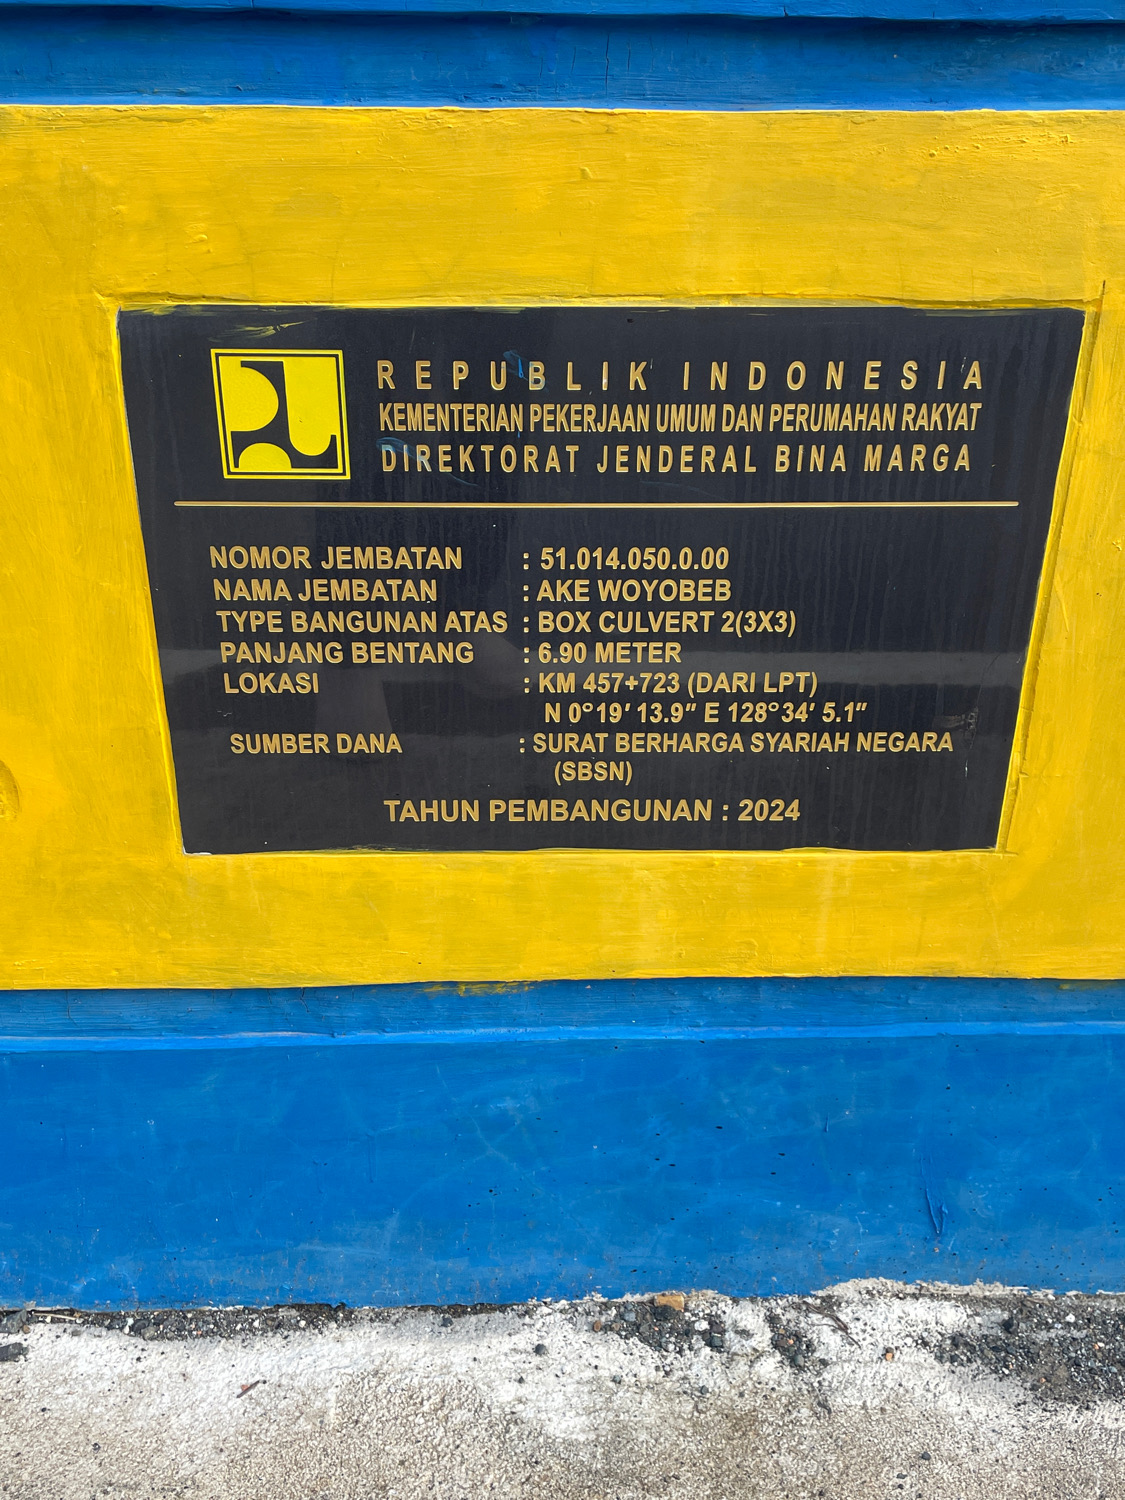 REPUBLIK INDONESIA
KEMENTERIAN PEKERJAAN UMUM DAN PERUMAHAN RAKYAT
DIREKTORAT JENDERAL BINA MARGA
NOMOR JEMBATAN : 51.014.050.0.00
NAMA JEMBATAN : AKE WOYOBEB
TYPE BANGUNAN ATAS : BOX CULVERT 2(3X3)
PANJANG BENTANG : 6.90 METER
LOKASI : KM 457+723 (DARI LPT)
N 0°19′ 13.9″ E 128°34′ 5.1″
SUMBER DANA : SURAT BERHARGA SYARIAH NEGARA
(SBSN)
TAHUN PEMBANGUNAN : 2024